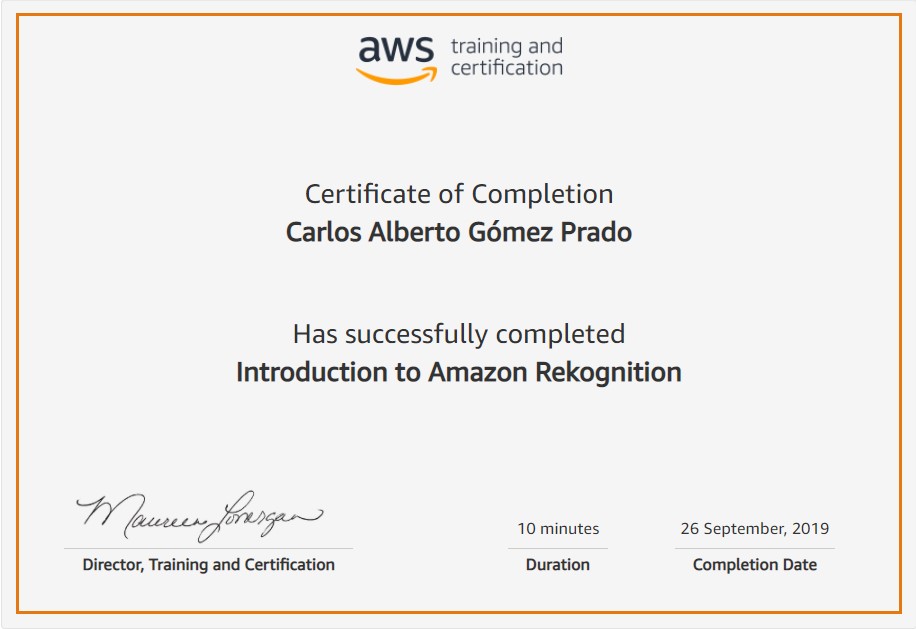 aws training and
certification
Certificate of Completion
Carlos Alberto Gómez Prado
Has successfully completed
Introduction to Amazon Rekognition
Maureen Lonergan
Director, Training and Certification
10 minutes
Duration
26 September, 2019
Completion Date